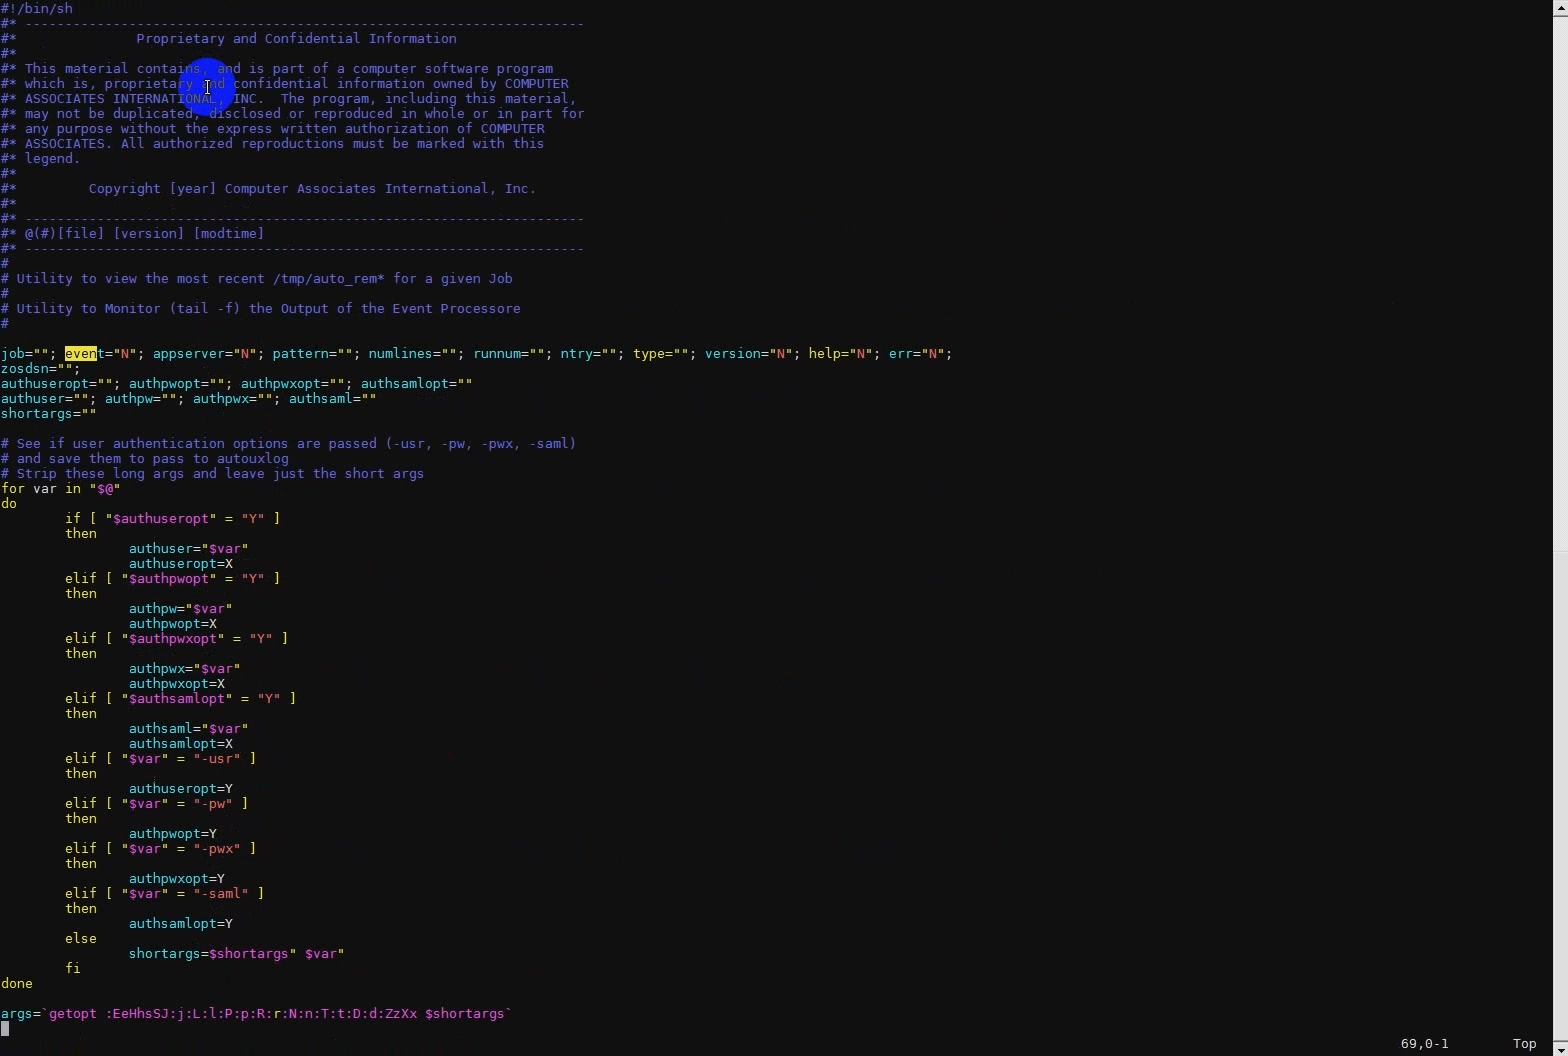 #!/bin/sh
#* ----------------------------------------------------------------------
#*               Proprietary and Confidential Information
#*
#* This material contains, and is part of a computer software program
#* which is, proprietary and confidential information owned by COMPUTER
#* ASSOCIATES INTERNATIONAL, INC.  The program, including this material,
#* may not be duplicated, disclosed or reproduced in whole or in part for
#* any purpose without the express written authorization of COMPUTER
#* ASSOCIATES. All authorized reproductions must be marked with this
#* legend.
#*
#*         Copyright [year] Computer Associates International, Inc.
#*
#* ----------------------------------------------------------------------
#* @(#)[file] [version] [modtime]
#* ----------------------------------------------------------------------
#
# Utility to view the most recent /tmp/auto_rem* for a given Job
#
# Utility to Monitor (tail -f) the Output of the Event Processore
#
job=""; event="N"; appserver="N"; pattern=""; numlines=""; runnum=""; ntry=""; type=""; version="N"; help="N"; err="N";
zosdsn="";
authuseropt=""; authpwopt=""; authpwxopt=""; authsamlopt=""
authuser=""; authpw=""; authpwx=""; authsaml=""
shortargs=""
# See if user authentication options are passed (-usr, -pw, -pwx, -saml)
# and save them to pass to autouxlog
# Strip these long args and leave just the short args
for var in "$@"
do
        if [ "$authuseropt" = "Y" ]
        then
                authuser="$var"
                authuseropt=X
        elif [ "$authpwopt" = "Y" ]
        then
                authpw="$var"
                authpwopt=X
        elif [ "$authpwxopt" = "Y" ]
        then
                authpwx="$var"
                authpwxopt=X
        elif [ "$authsamlopt" = "Y" ]
        then
                authsaml="$var"
                authsamlopt=X
        elif [ "$var" = "-usr" ]
        then
                authuseropt=Y
        elif [ "$var" = "-pw" ]
        then
                authpwopt=Y
        elif [ "$var" = "-pwx" ]
        then
                authpwxopt=Y
        elif [ "$var" = "-saml" ]
        then
                authsamlopt=Y
        else
                shortargs=$shortargs" $var"
        fi
done
args=`getopt :EeHhsSJ:j:L:l:P:p:R:r:N:n:T:t:D:d:ZzXx $shortargs`
69,0-1        Top